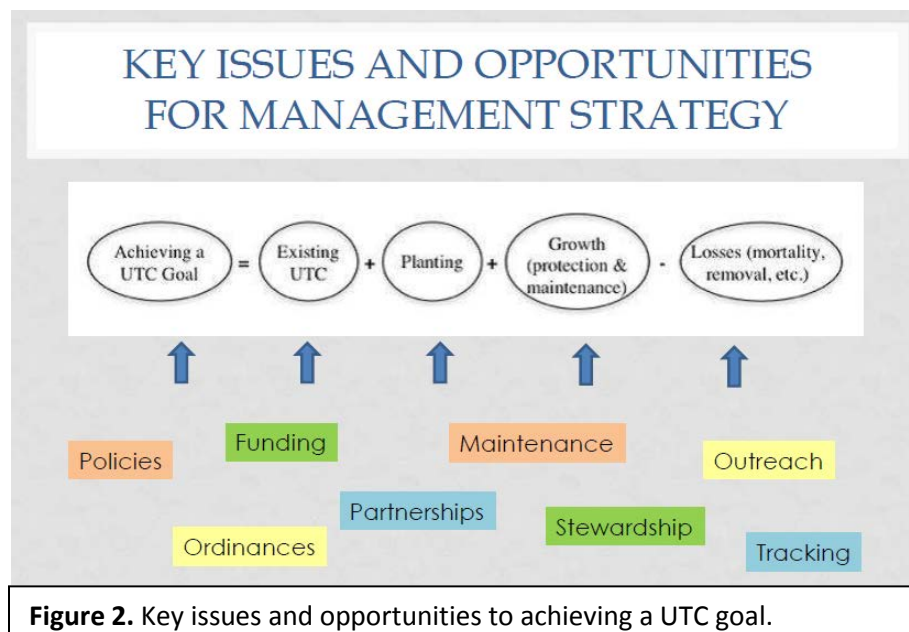 KEY ISSUES AND OPPORTUNITIES
FOR MANAGEMENT STRATEGY
Achieving a
UTC Goal
=
Existing
UTC
+
Planting
+
Growth
(protection &
maintenance)
-
Losses (mortality,
removal, etc.)
Policies
Funding
Maintenance
Outreach
Ordinances
Partnerships
Stewardship
Tracking
Figure 2. Key issues and opportunities to achieving a UTC goal.